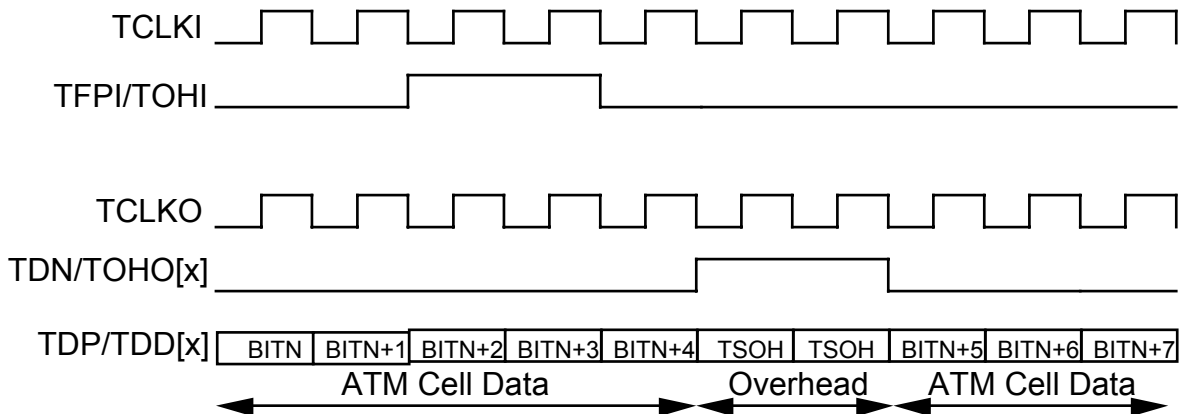 TCLKI
TFPI/TOHI
TCLKO
TDN/TOHO[x]
TDP/TDD[x] BITN BITN+1 BITN+2 BITN+3 BITN+4 TSOH TSOH BITN+5 BITN+6 BITN+7
ATM Cell Data Overhead ATM Cell Data